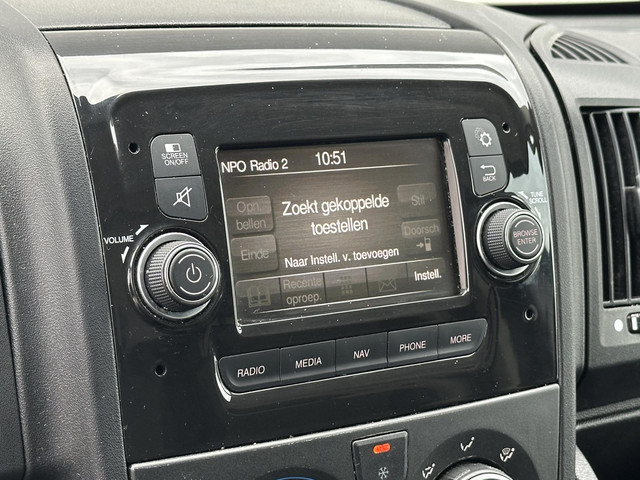 SCREEN
ON/OFF
NPO Radio 2
10:51
BACK
Opn.
bellen
Zoekt gekoppelde
toestellen
Stil
Doorsch
Einde
Naar Instell. v. toevoegen
Recente
oproep.
Instell.
VOLUME
TUNE
SCROLL
BROWSE
ENTER
RADIO
MEDIA
NAV
PHONE
MORE